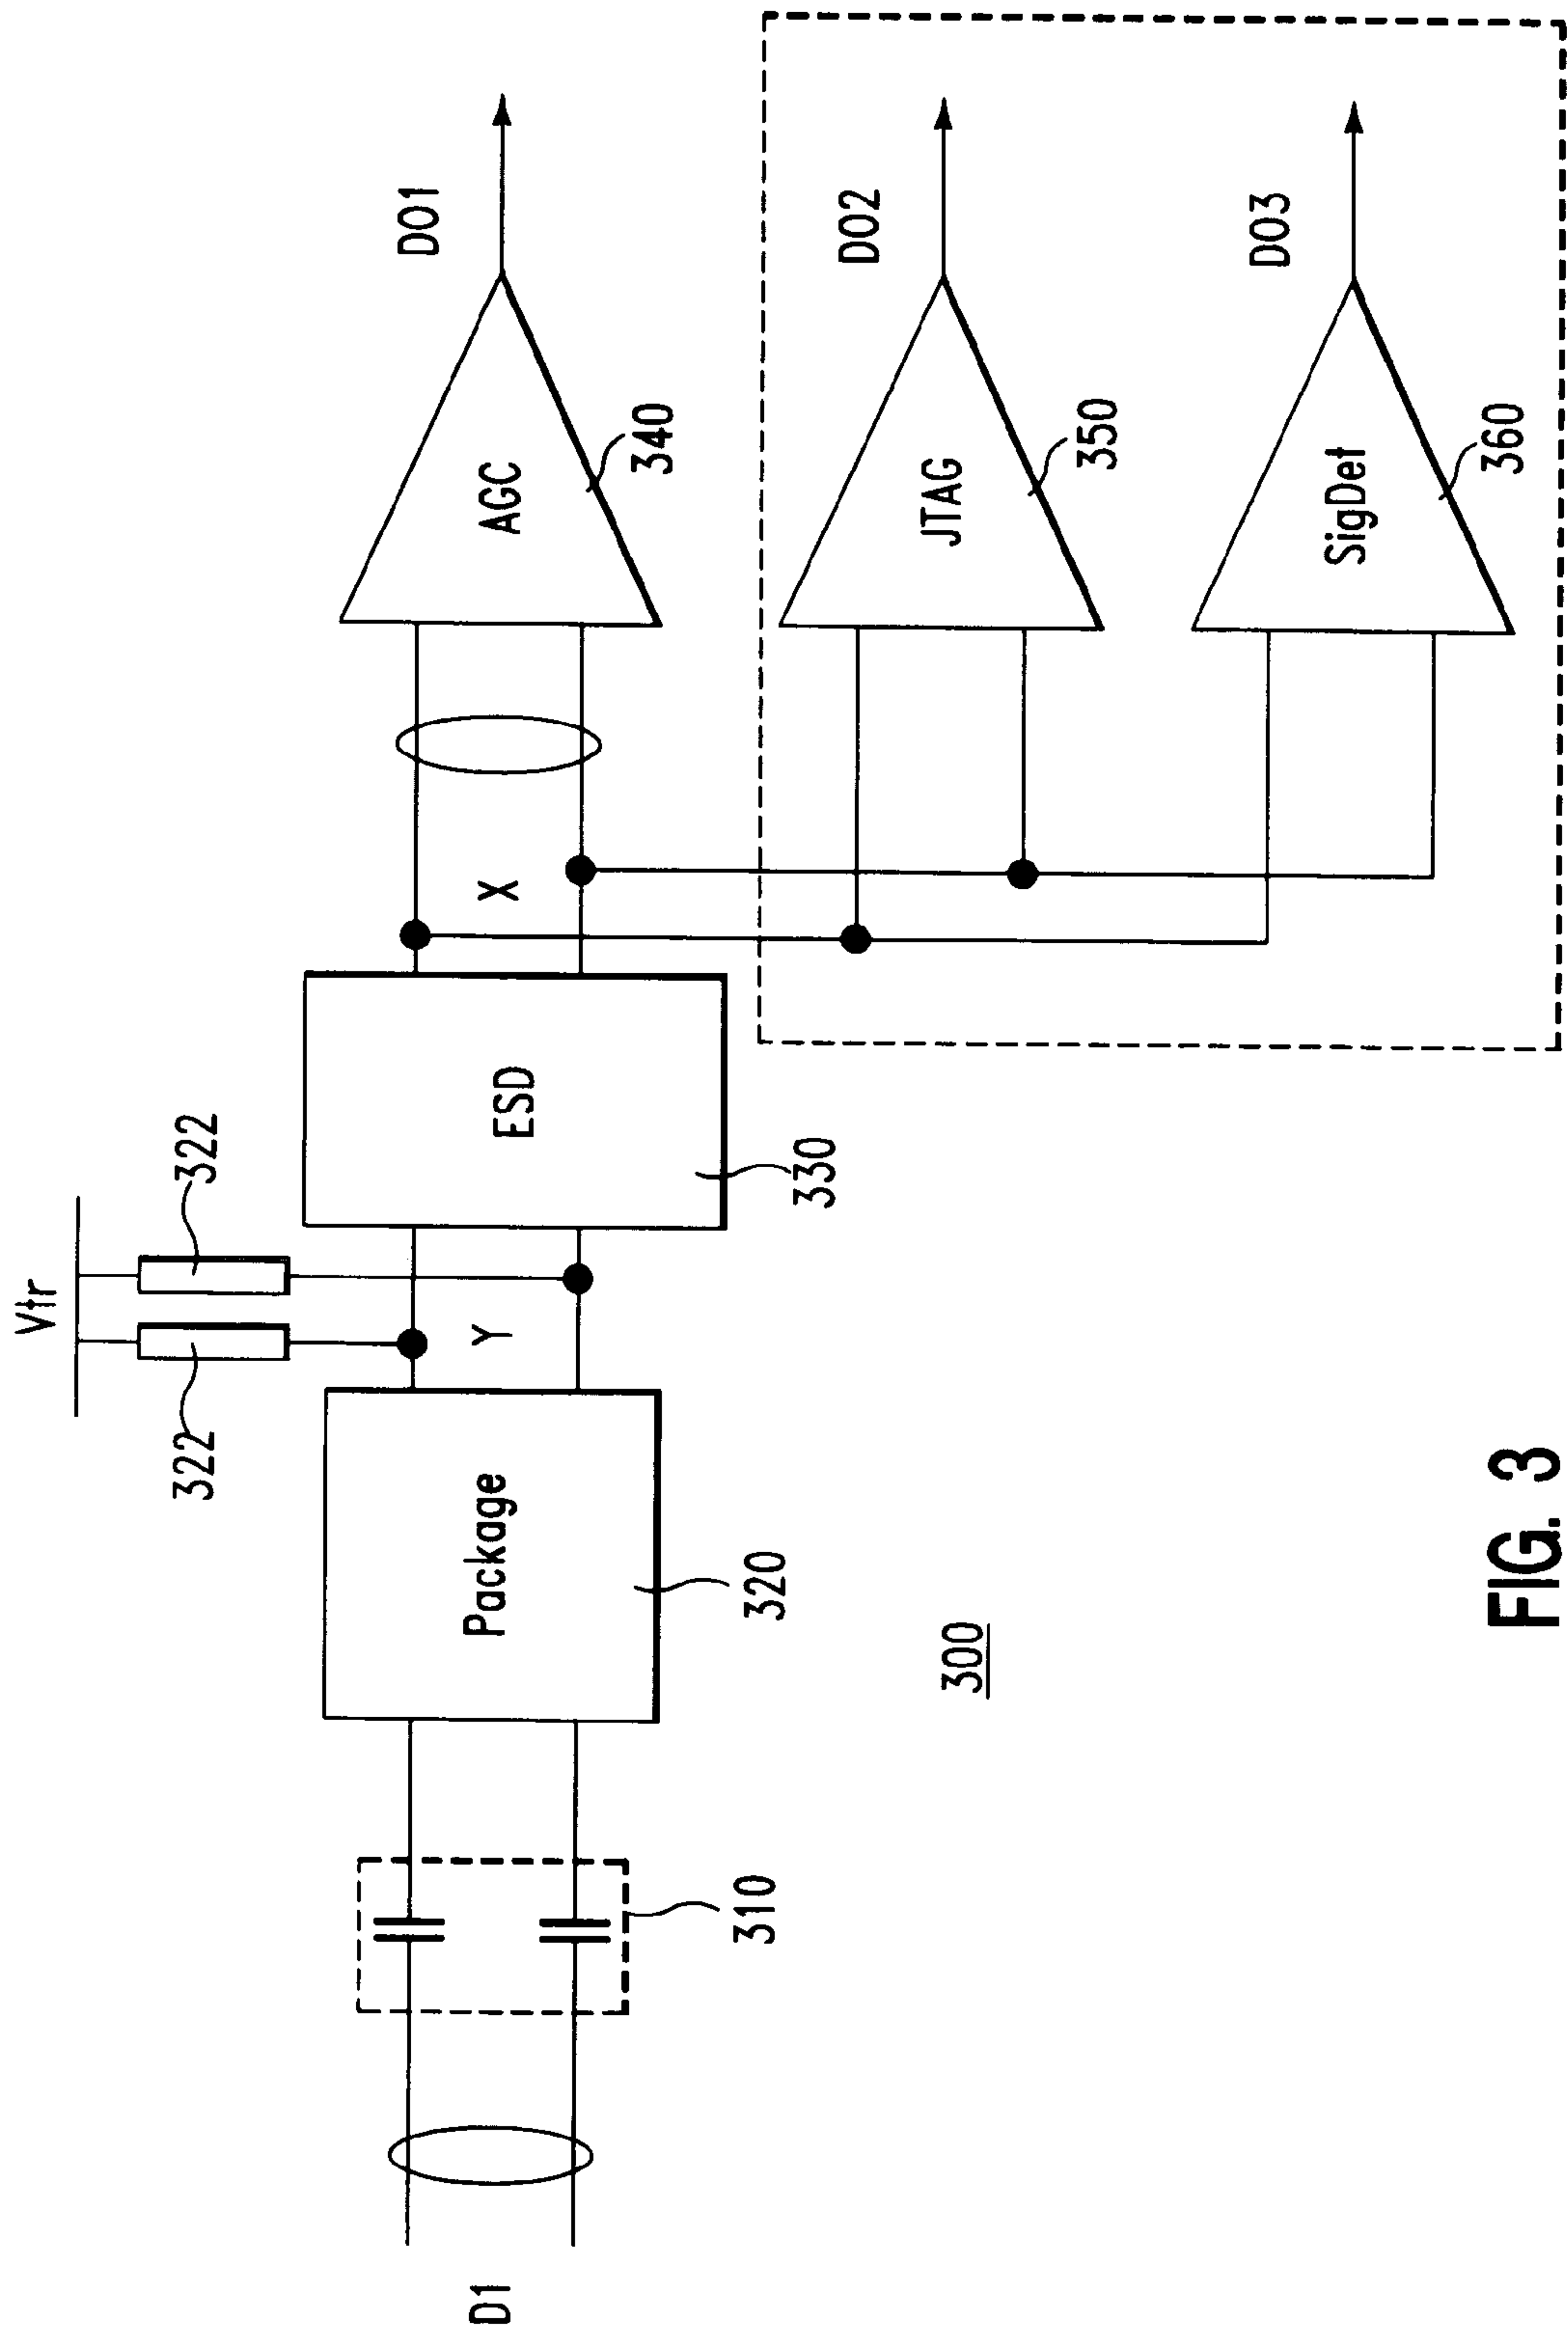 Vtr
322
322
D1
310
Package
320
Y
ESD
330
X
AGC
340
DO1
JTAG
350
DO2
SigDet
360
DO3
300
FIG. 3